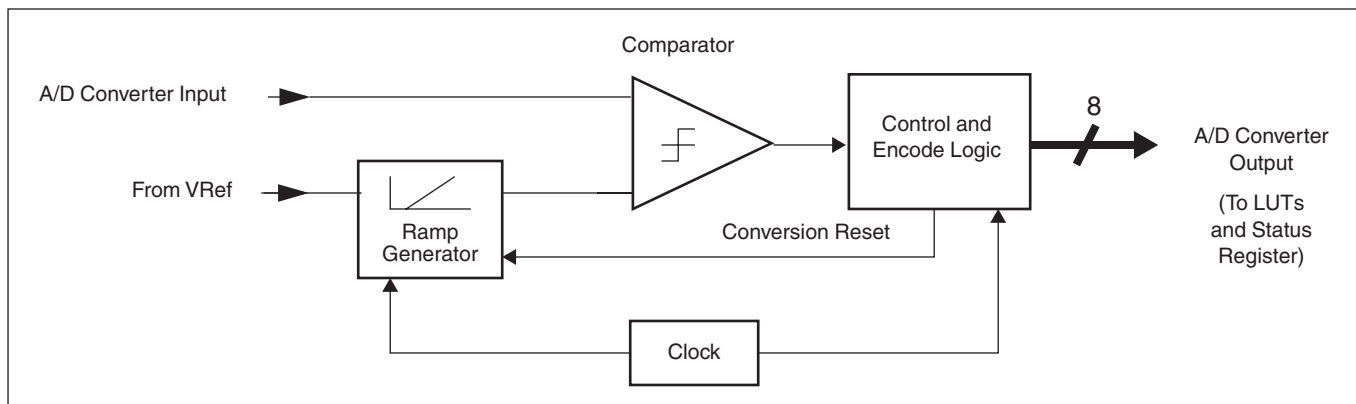 Comparator
A/D Converter Input
8
Control and
Encode Logic
A/D Converter
Output
From VRef
(To LUTs
and Status
Register)
Ramp
Generator
Conversion Reset
Clock